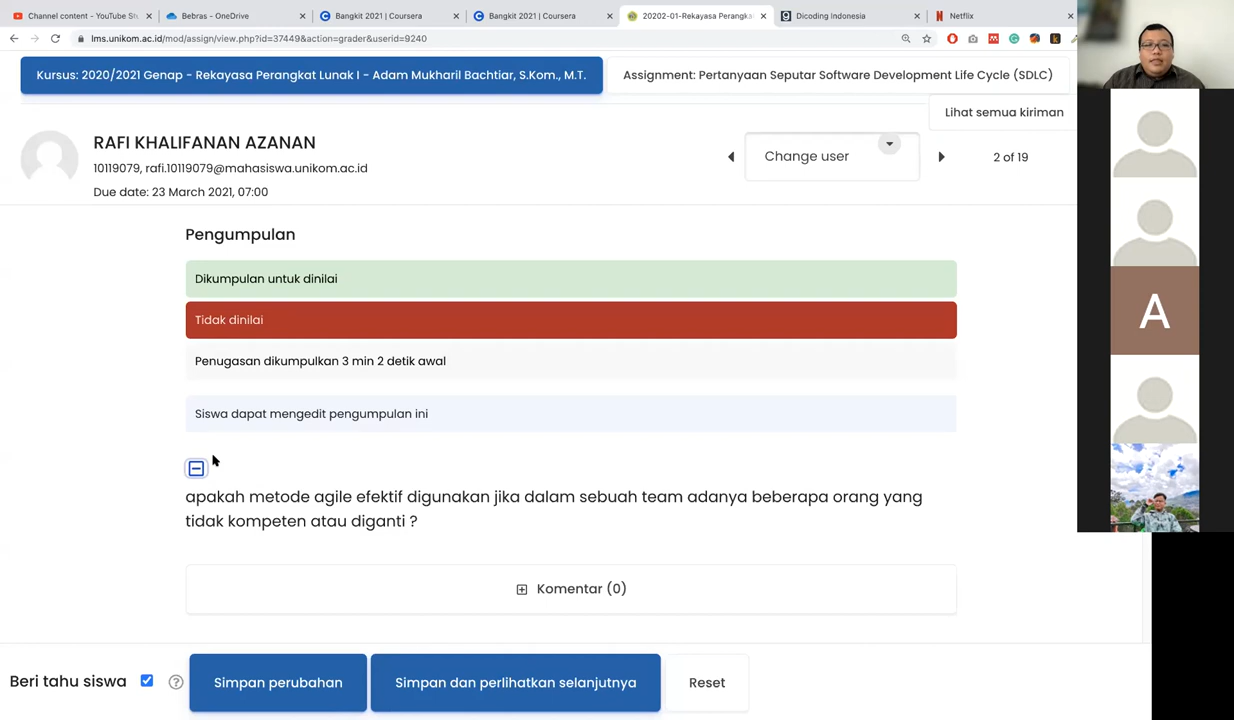 Channel content - YouTube St
Bebras - OneDrive
Bangkit 2021 | Coursera
Bangkit 2021 | Coursera
20202-01-Rekayasa Perangka
Dicoding Indonesia
Netflix
lms.unikom.ac.id/mod/assign/view.php?id=37449&action=grader&userid=9240
Kursus: 2020/2021 Genap - Rekayasa Perangkat Lunak I - Adam Mukharil Bachtiar, S.Kom., M.T.
Assignment: Pertanyaan Seputar Software Development Life Cycle (SDLC)
Lihat semua kiriman
RAFI KHALIFANAN AZANAN
10119079, rafi.10119079@mahasiswa.unikom.ac.id
Due date: 23 March 2021, 07:00
Change user
2 of 19
Pengumpulan
Dikumpulan untuk dinilai
Tidak dinilai
Penugasan dikumpulkan 3 min 2 detik awal
Siswa dapat mengedit pengumpulan ini
apakah metode agile efektif digunakan jika dalam sebuah team adanya beberapa orang yang
tidak kompeten atau diganti ?
Komentar (0)
Beri tahu siswa
Simpan perubahan
Simpan dan perlihatkan selanjutnya
Reset
A